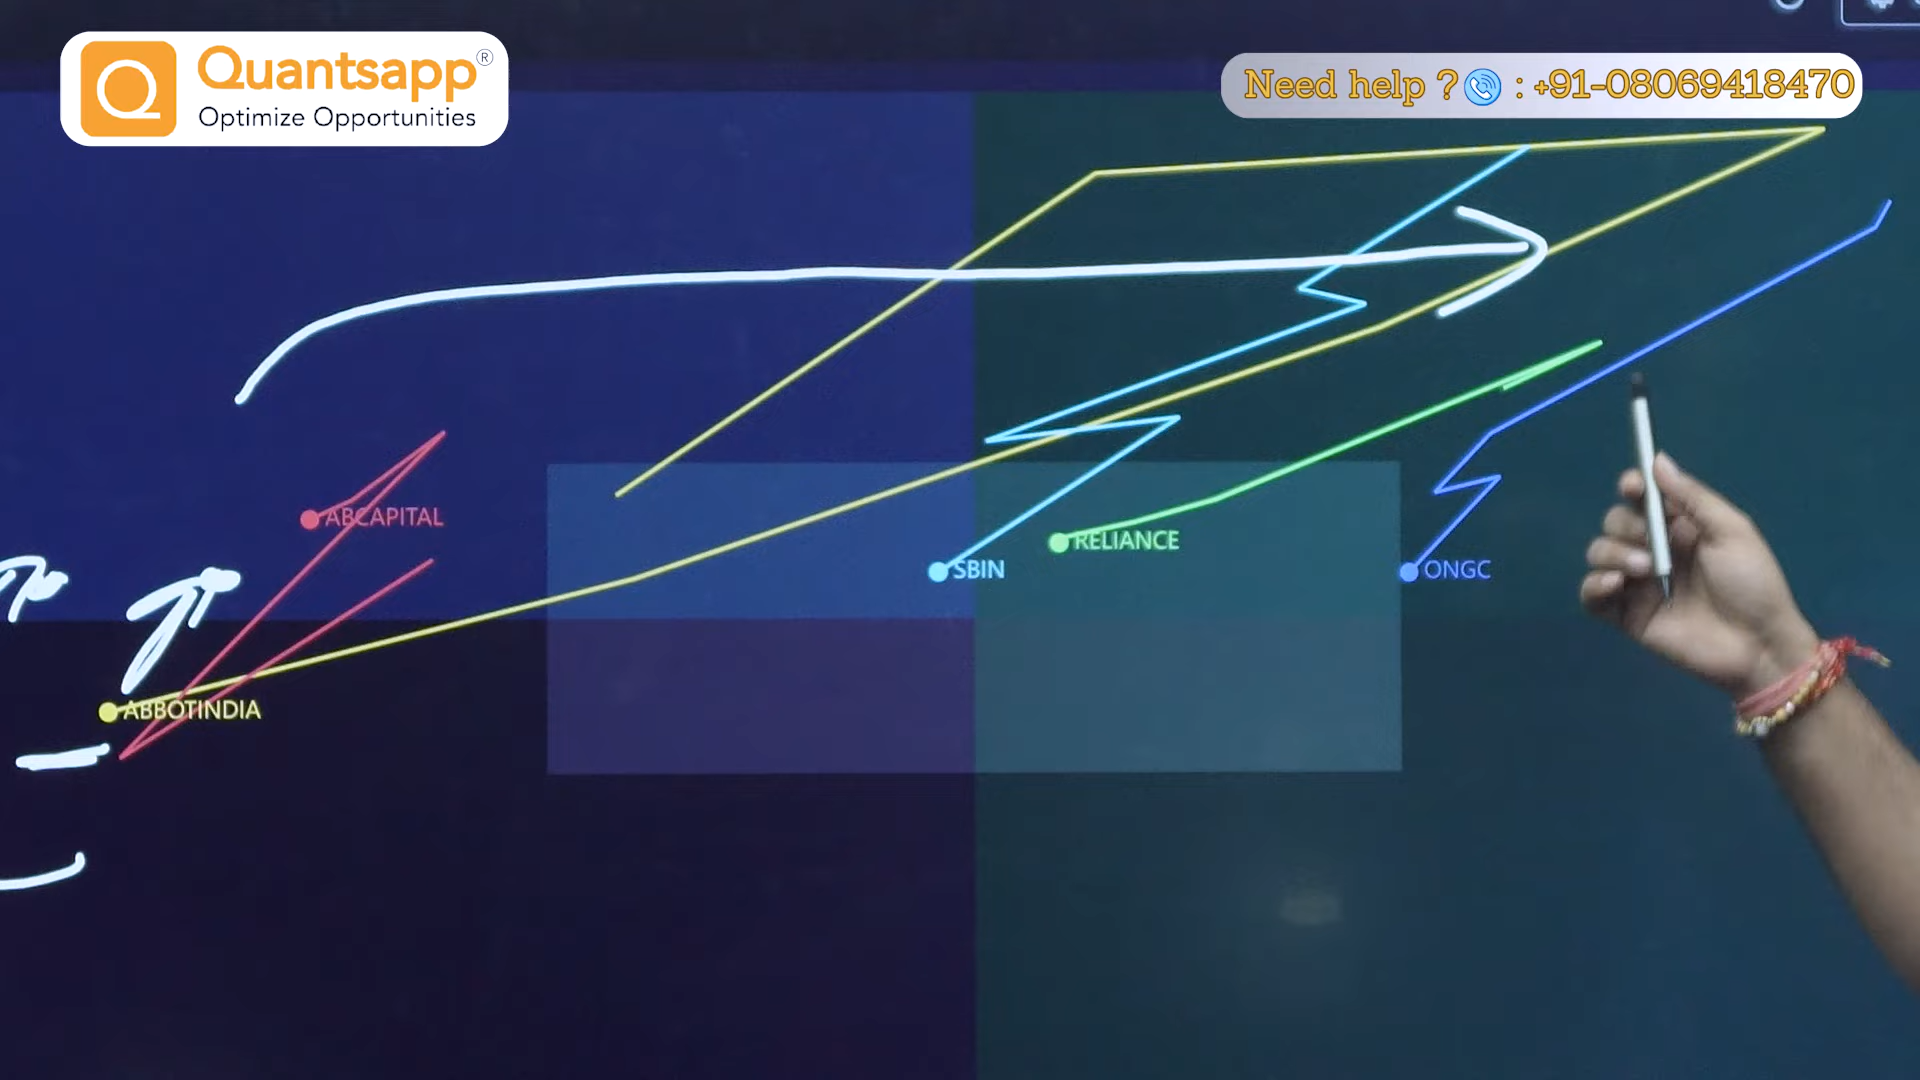 Quantsapp®
Optimize Opportunities
Need help ? : +91-08069418470
ABCAPITAL
RELIANCE
SBIN
ONGC
ABBOTINDIA